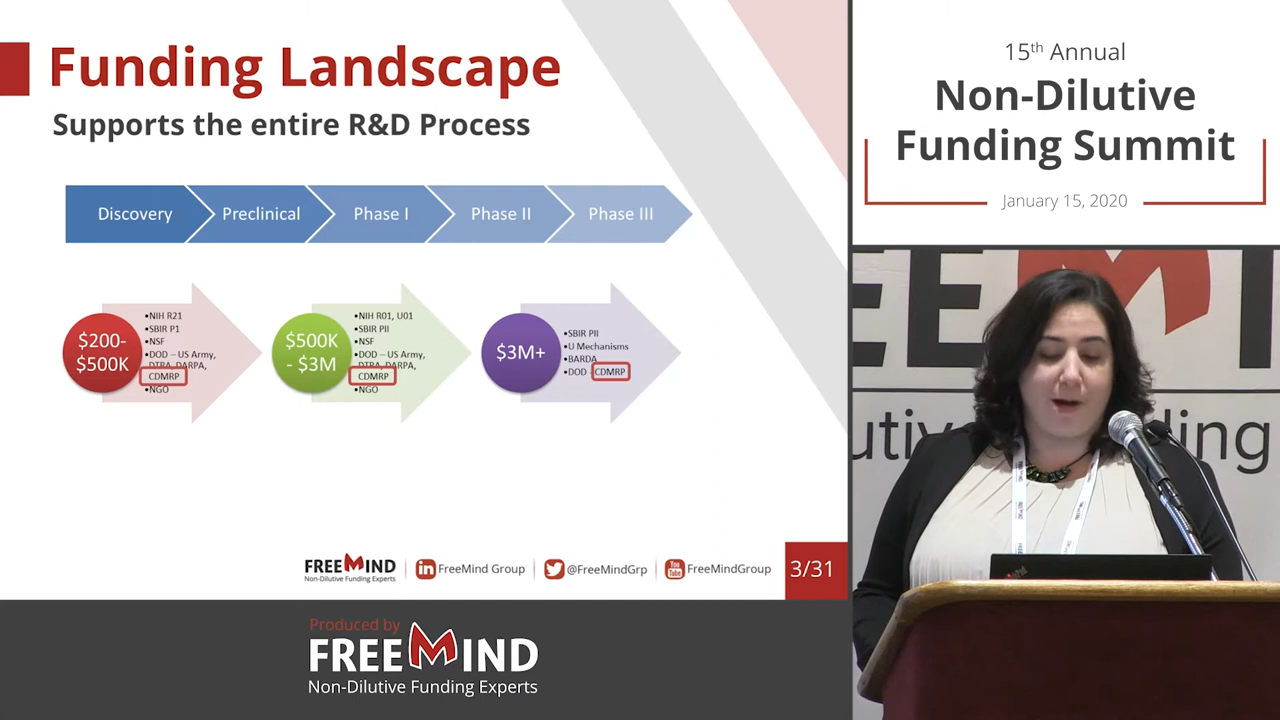 Funding Landscape
Supports the entire R&D Process
Discovery
Preclinical
Phase I
Phase II
Phase III
$200-
$500K
•NIH R21
•SBIR P1
•NSF
•DOD – US Army,
DTRA, DARPA,
CDMRP
•NGO
$500K
- $3M
•NIH R01, U01
•SBIR PII
•NSF
•DOD – US Army,
DTRA, DARPA,
CDMRP
•NGO
$3M+
•SBIR PII
•U Mechanisms
•BARDA
•DOD - CDMRP
FREEMIND
Non-Dilutive Funding Experts
in FreeMind Group
@FreeMindGrp
You Tube FreeMindGroup
3/31
Produced by
FREEMIND
Non-Dilutive Funding Experts
15th Annual
Non-Dilutive
Funding Summit
January 15, 2020